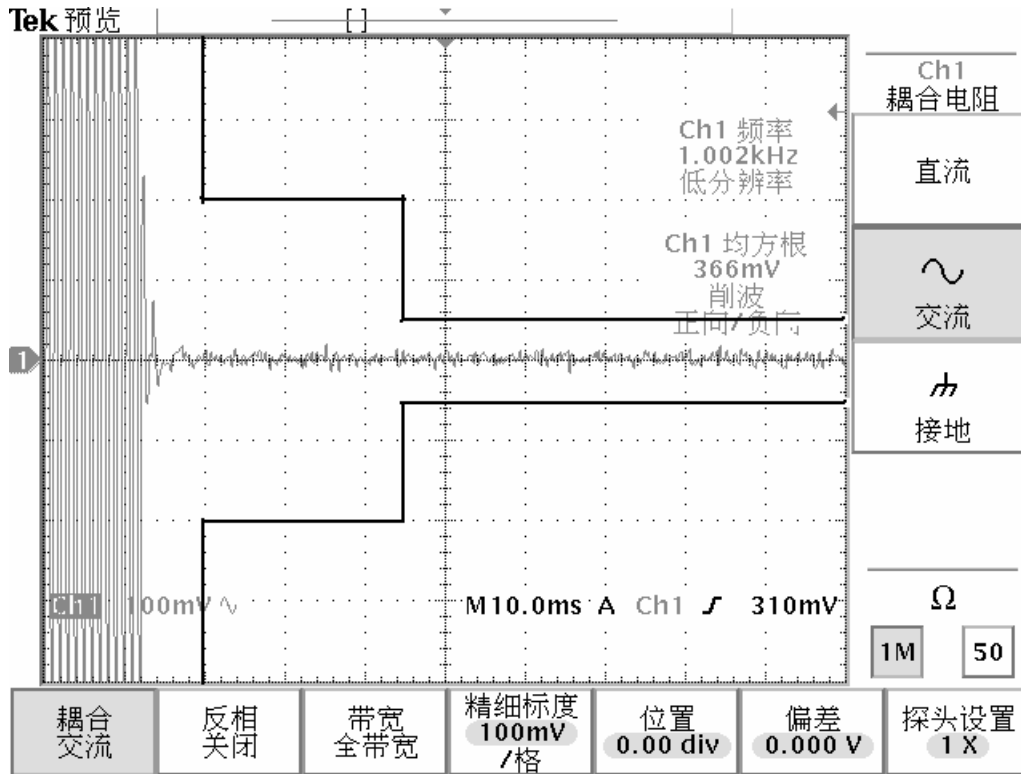 Tek 预览
[ ]
Ch1 频率
1.002kHz
低分辨率
Ch1 均方根
366mV
削波
正向/负向
1
Ch1 100mV M10.0ms A Ch1 310mV
Ch1
耦合电阻
直流
交流
接地
Ω
1M 50
耦合
交流
反相
关闭
带宽
全带宽
精细标度
100mV
/格
位置
0.00 div
偏差
0.000 V
探头设置
1 X